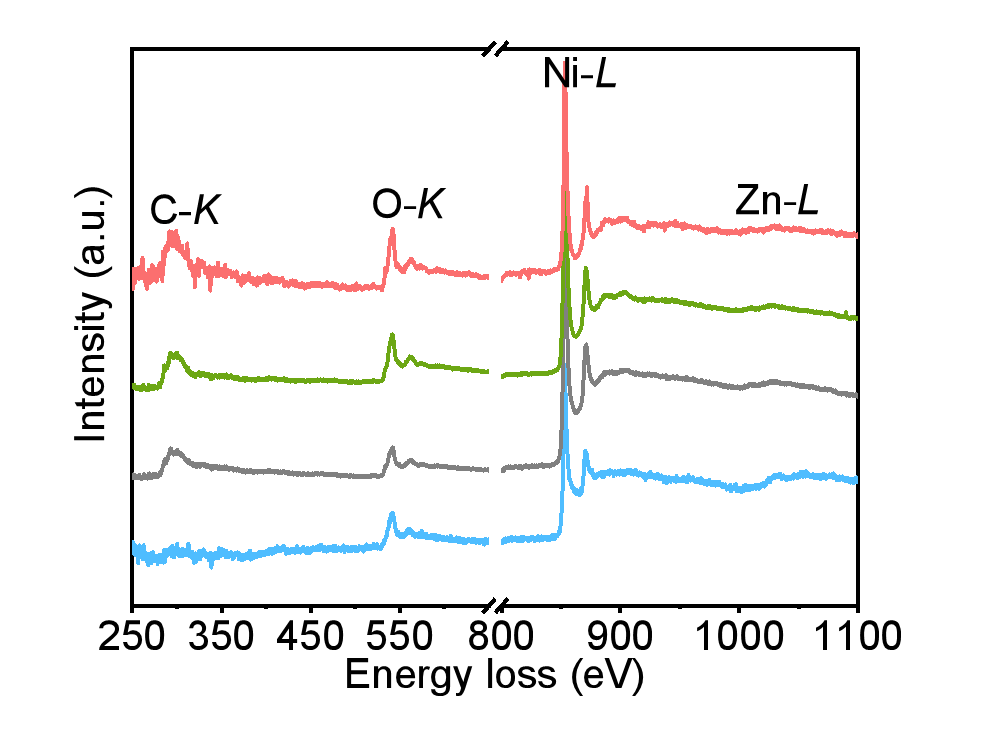 Ni-L
C-K
O-K
Zn-L
Intensity (a.u.)
250 350 450 550 800 900 1000 1100
Energy loss (eV)